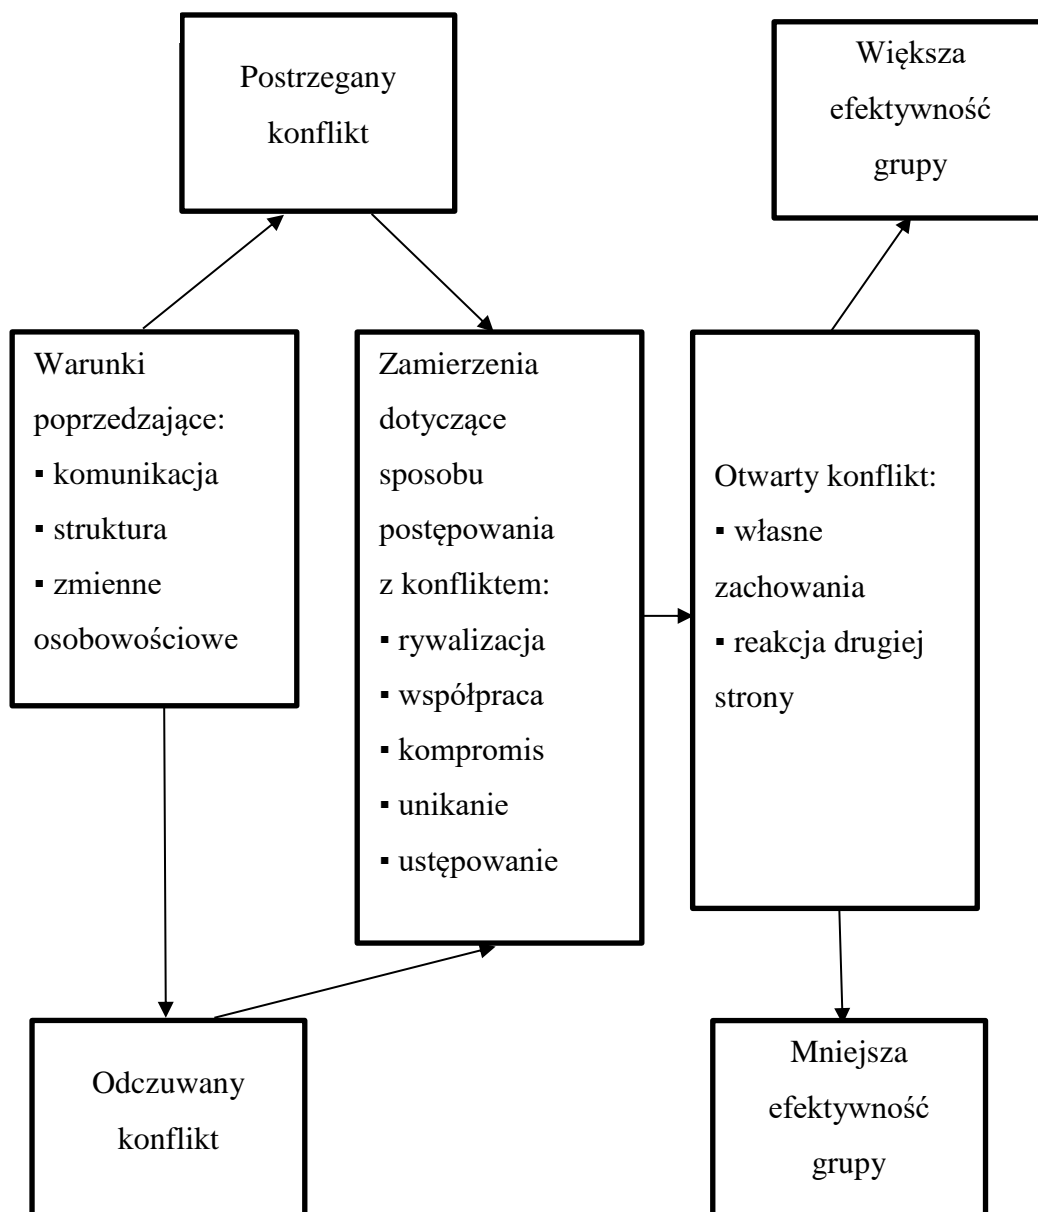 Postrzegany
konflikt
Większa
efektywność
grupy
Warunki
poprzedzające:
▪ komunikacja
▪ struktura
▪ zmienne
osobowościowe
Zamierzenia
dotyczące
sposobu
postępowania
z konfliktem:
▪ rywalizacja
▪ współpraca
▪ kompromis
▪ unikanie
▪ ustępowanie
Otwarty konflikt:
▪ własne
zachowania
▪ reakcja drugiej
strony
Odczuwany
konflikt
Mniejsza
efektywność
grupy